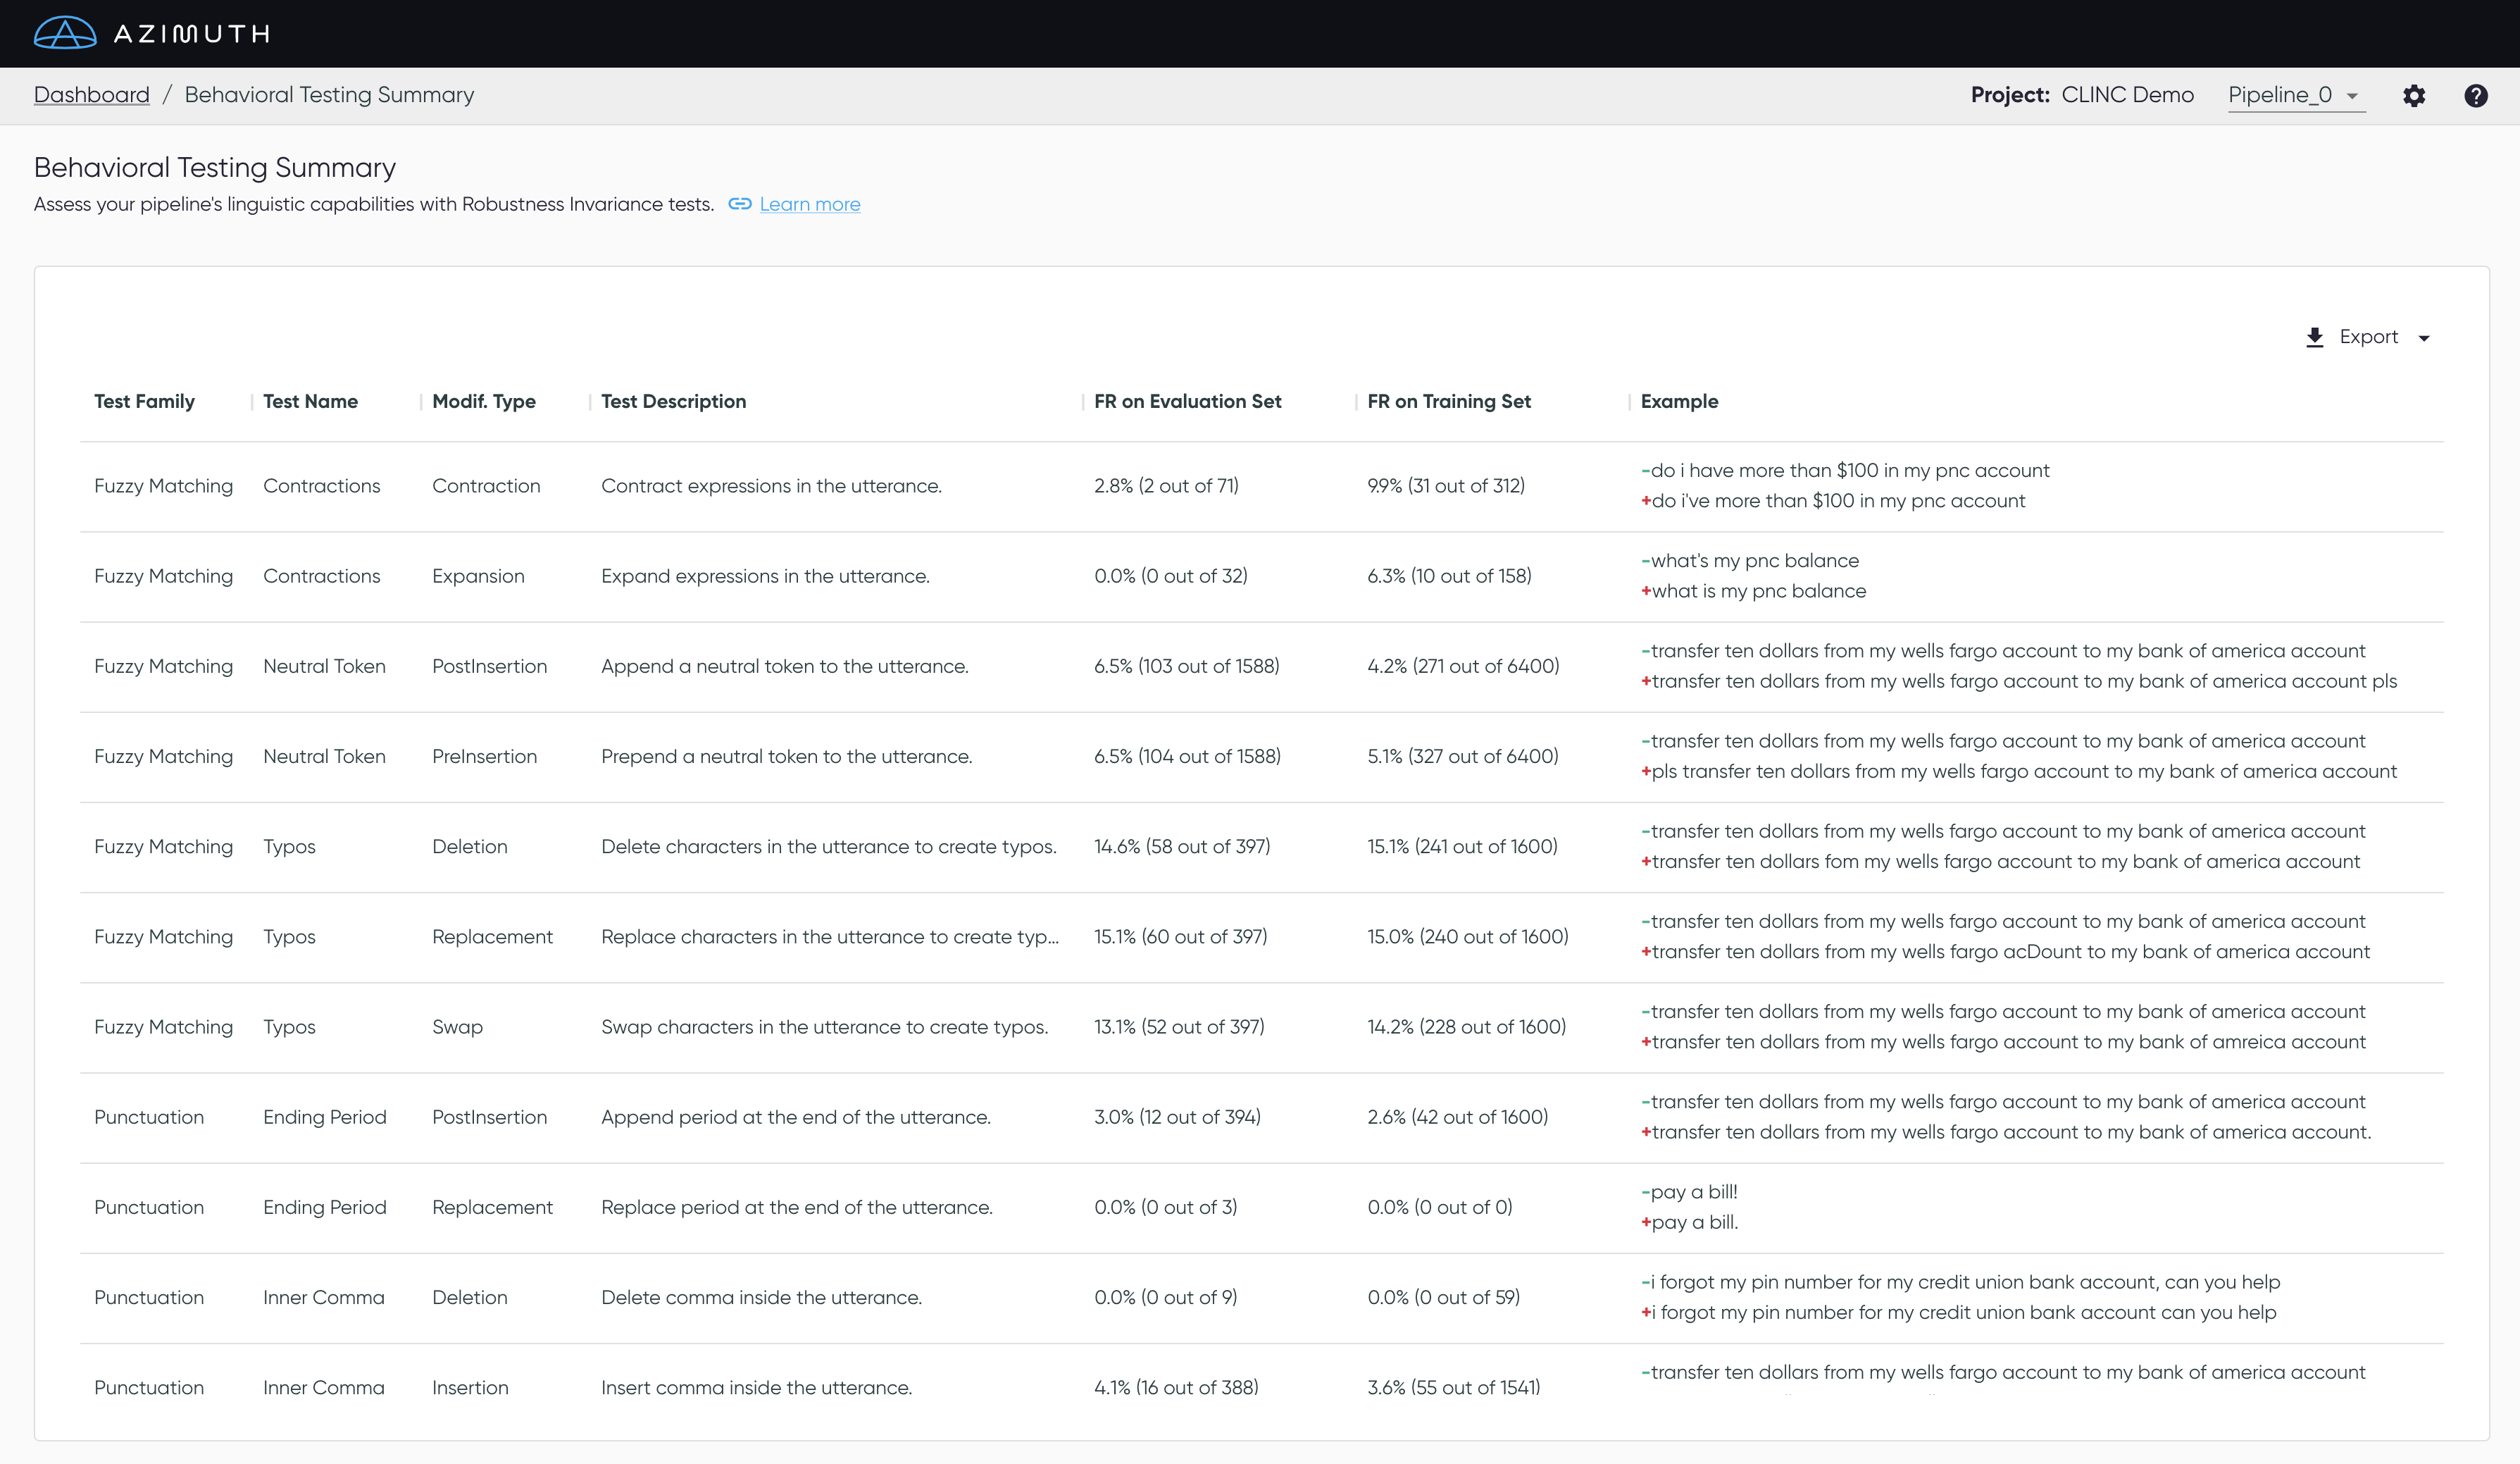 AZIMUTH
Dashboard / Behavioral Testing Summary
Project: CLINC Demo Pipeline_0
Behavioral Testing Summary
Assess your pipeline's linguistic capabilities with Robustness Invariance tests. Learn more
Export
Test Family Test Name Modif. Type Test Description FR on Evaluation Set FR on Training Set Example
Fuzzy Matching Contractions Contraction Contract expressions in the utterance. 2.8% (2 out of 71) 9.9% (31 out of 312)
-do i have more than $100 in my pnc account
+do i've more than $100 in my pnc account
Fuzzy Matching Contractions Expansion Expand expressions in the utterance. 0.0% (0 out of 32) 6.3% (10 out of 158)
-what's my pnc balance
+what is my pnc balance
Fuzzy Matching Neutral Token PostInsertion Append a neutral token to the utterance. 6.5% (103 out of 1588) 4.2% (271 out of 6400)
-transfer ten dollars from my wells fargo account to my bank of america account
+transfer ten dollars from my wells fargo account to my bank of america account pls
Fuzzy Matching Neutral Token PreInsertion Prepend a neutral token to the utterance. 6.5% (104 out of 1588) 5.1% (327 out of 6400)
-transfer ten dollars from my wells fargo account to my bank of america account
+pls transfer ten dollars from my wells fargo account to my bank of america account
Fuzzy Matching Typos Deletion Delete characters in the utterance to create typos. 14.6% (58 out of 397) 15.1% (241 out of 1600)
-transfer ten dollars from my wells fargo account to my bank of america account
+transfer ten dollars fom my wells fargo account to my bank of america account
Fuzzy Matching Typos Replacement Replace characters in the utterance to create typ... 15.1% (60 out of 397) 15.0% (240 out of 1600)
-transfer ten dollars from my wells fargo account to my bank of america account
+transfer ten dollars from my wells fargo acDount to my bank of america account
Fuzzy Matching Typos Swap Swap characters in the utterance to create typos. 13.1% (52 out of 397) 14.2% (228 out of 1600)
-transfer ten dollars from my wells fargo account to my bank of america account
+transfer ten dollars from my wells fargo account to my bank of amreica account
Punctuation Ending Period PostInsertion Append period at the end of the utterance. 3.0% (12 out of 394) 2.6% (42 out of 1600)
-transfer ten dollars from my wells fargo account to my bank of america account
+transfer ten dollars from my wells fargo account to my bank of america account.
Punctuation Ending Period Replacement Replace period at the end of the utterance. 0.0% (0 out of 3) 0.0% (0 out of 0)
-pay a bill!
+pay a bill.
Punctuation Inner Comma Deletion Delete comma inside the utterance. 0.0% (0 out of 9) 0.0% (0 out of 59)
-i forgot my pin number for my credit union bank account, can you help
+i forgot my pin number for my credit union bank account can you help
Punctuation Inner Comma Insertion Insert comma inside the utterance. 4.1% (16 out of 388) 3.6% (55 out of 1541)
-transfer ten dollars from my wells fargo account to my bank of america account